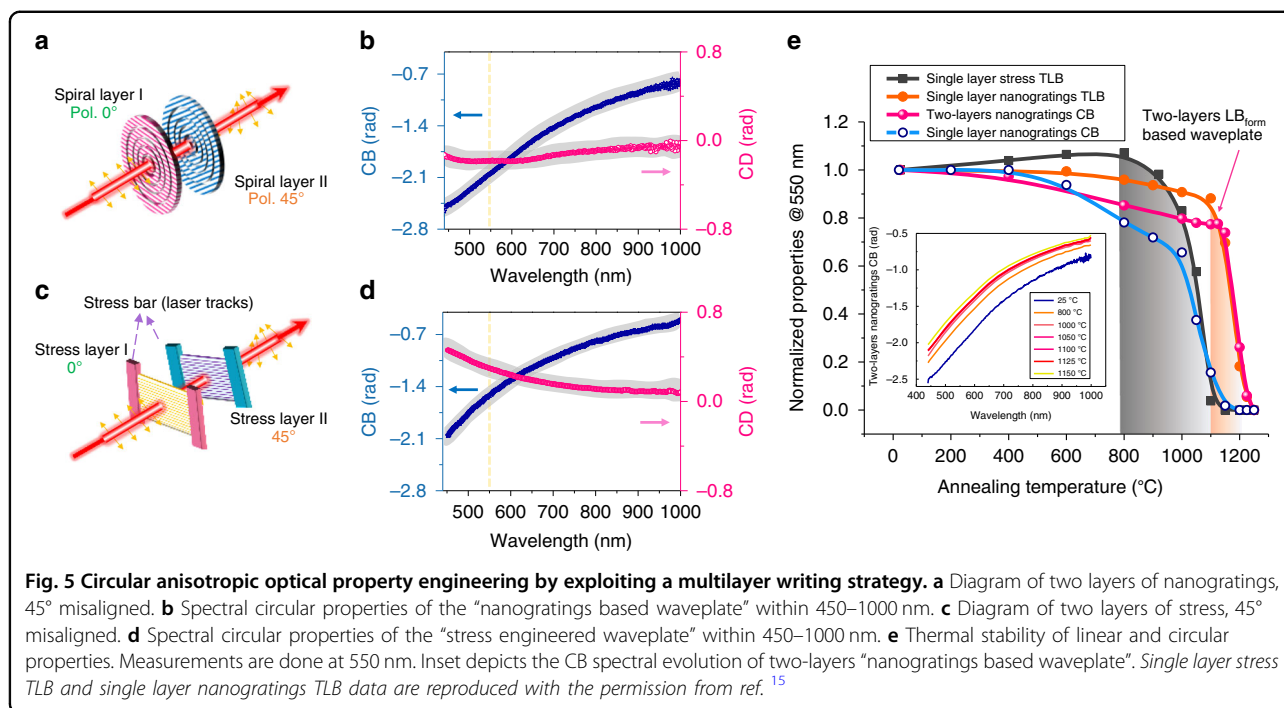 a
Spiral layer I
Pol. 0°
Spiral layer II
Pol. 45°
b
CB (rad)
−0.7
−1.4
−2.1
−2.8
500 600 700 800 900 1000
Wavelength (nm)
0.8
0.0
−0.8
CD (rad)
c
Stress bar (laser tracks)
Stress layer I
0°
Stress layer II
45°
d
CB (rad)
−0.7
−1.4
−2.1
−2.8
500 600 700 800 900 1000
Wavelength (nm)
0.8
0.0
−0.8
CD (rad)
e
Single layer stress TLB
Single layer nanogratings TLB
Two-layers nanogratings CB
Single layer nanogratings CB
Two-layers LBform
based waveplate
Normalized properties @550 nm
1.0
0.8
0.6
0.4
0.2
0.0
0 200 400 600 800 1000 1200
Annealing temperature (°C)
Two-layers nanogratings CB (rad)
−0.5
−1.0
−1.5
−2.0
−2.5
400 500 600 700 800 900 1000
Wavelength (nm)
25 °C
800 °C
1000 °C
1050 °C
1100 °C
1125 °C
1150 °C
Fig. 5 Circular anisotropic optical property engineering by exploiting a multilayer writing strategy. a Diagram of two layers of nanogratings,
45° misaligned. b Spectral circular properties of the “nanogratings based waveplate” within 450–1000 nm. c Diagram of two layers of stress, 45°
misaligned. d Spectral circular properties of the “stress engineered waveplate” within 450–1000 nm. e Thermal stability of linear and circular
properties. Measurements are done at 550 nm. Inset depicts the CB spectral evolution of two-layers “nanogratings based waveplate”. Single layer stress
TLB and single layer nanogratings TLB data are reproduced with the permission from ref. 15